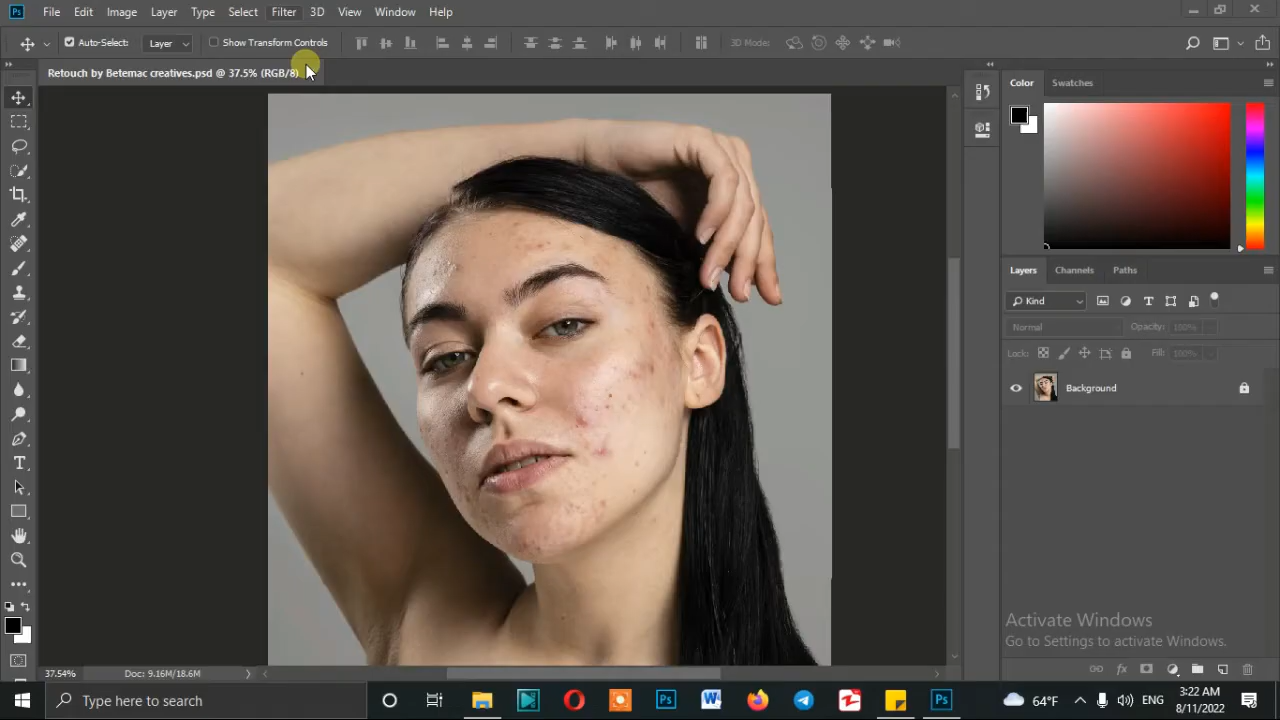 Ps File Edit Image Layer Type Select Filter 3D View Window Help
Auto-Select: Layer Show Transform Controls 3D Mode:
Retouch by Betemac creatives.psd @ 37.5% (RGB/8)
Color Swatches
Layers Channels Paths
Kind
Normal Opacity: 100%
Lock: Fill: 100%
Background
Activate Windows
Go to Settings to activate Windows.
fx
37.54% Doc: 9.16M/18.6M
Type here to search
Ps W Ps
64°F ENG
3:22 AM
8/11/2022